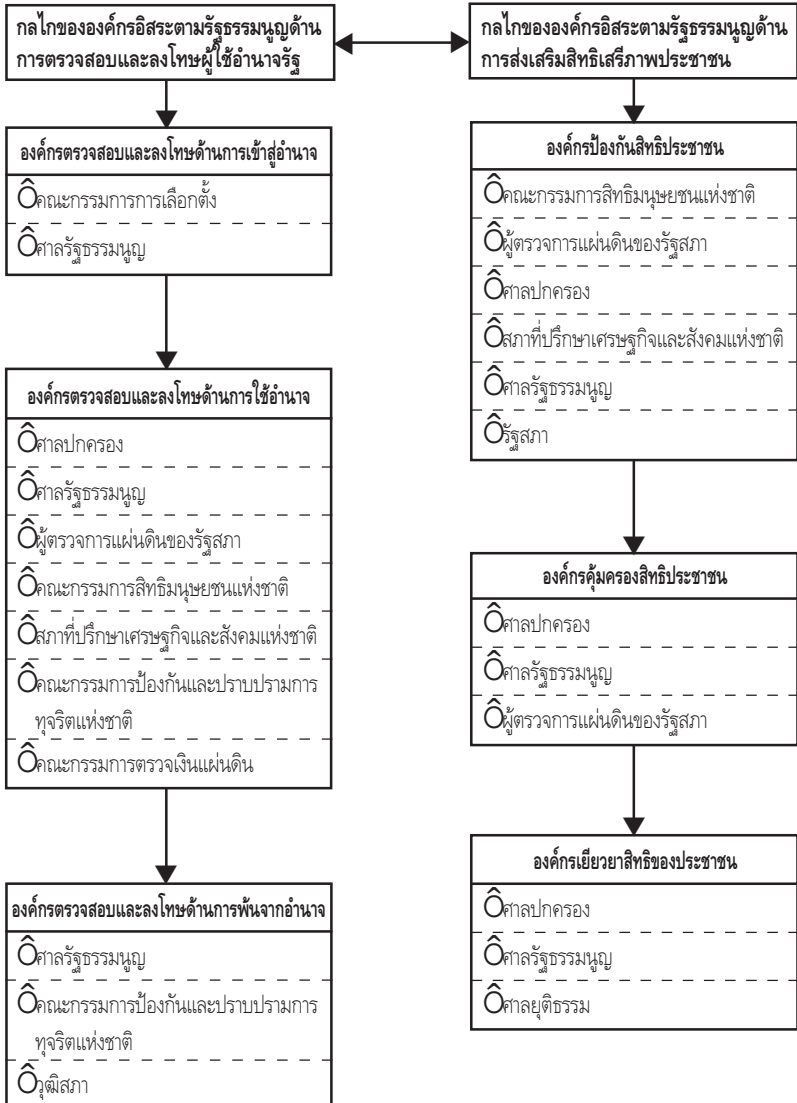 กลไกขององค์กรอิสระตามรัฐธรรมนูญด้าน
การตรวจสอบและลงโทษผู้ใช้อำนาจรัฐ
องค์กรตรวจสอบและลงโทษด้านการเข้าสู่อำนาจ
Ôคณะกรรมการการเลือกตั้ง
Ôศาลรัฐธรรมนูญ
องค์กรตรวจสอบและลงโทษด้านการใช้อำนาจ
Ôศาลปกครอง
Ôศาลรัฐธรรมนูญ
Ôผู้ตรวจการแผ่นดินของรัฐสภา
Ôคณะกรรมการสิทธิมนุษยชนแห่งชาติ
Ôสภาที่ปรึกษาเศรษฐกิจและสังคมแห่งชาติ
Ôคณะกรรมการป้องกันและปราบปรามการ
ทุจริตแห่งชาติ
Ôคณะกรรมการตรวจเงินแผ่นดิน
องค์กรตรวจสอบและลงโทษด้านการพ้นจากอำนาจ
Ôศาลรัฐธรรมนูญ
Ôคณะกรรมการป้องกันและปราบปรามการ
ทุจริตแห่งชาติ
Ôวุฒิสภา
กลไกขององค์กรอิสระตามรัฐธรรมนูญด้าน
การส่งเสริมสิทธิเสรีภาพประชาชน
องค์กรป้องกันสิทธิประชาชน
Ôคณะกรรมการสิทธิมนุษยชนแห่งชาติ
Ôผู้ตรวจการแผ่นดินของรัฐสภา
Ôศาลปกครอง
Ôสภาที่ปรึกษาเศรษฐกิจและสังคมแห่งชาติ
Ôศาลรัฐธรรมนูญ
Ôรัฐสภา
องค์กรคุ้มครองสิทธิประชาชน
Ôศาลปกครอง
Ôศาลรัฐธรรมนูญ
Ôผู้ตรวจการแผ่นดินของรัฐสภา
องค์กรเยียวยาสิทธิของประชาชน
Ôศาลปกครอง
Ôศาลรัฐธรรมนูญ
Ôศาลยุติธรรม